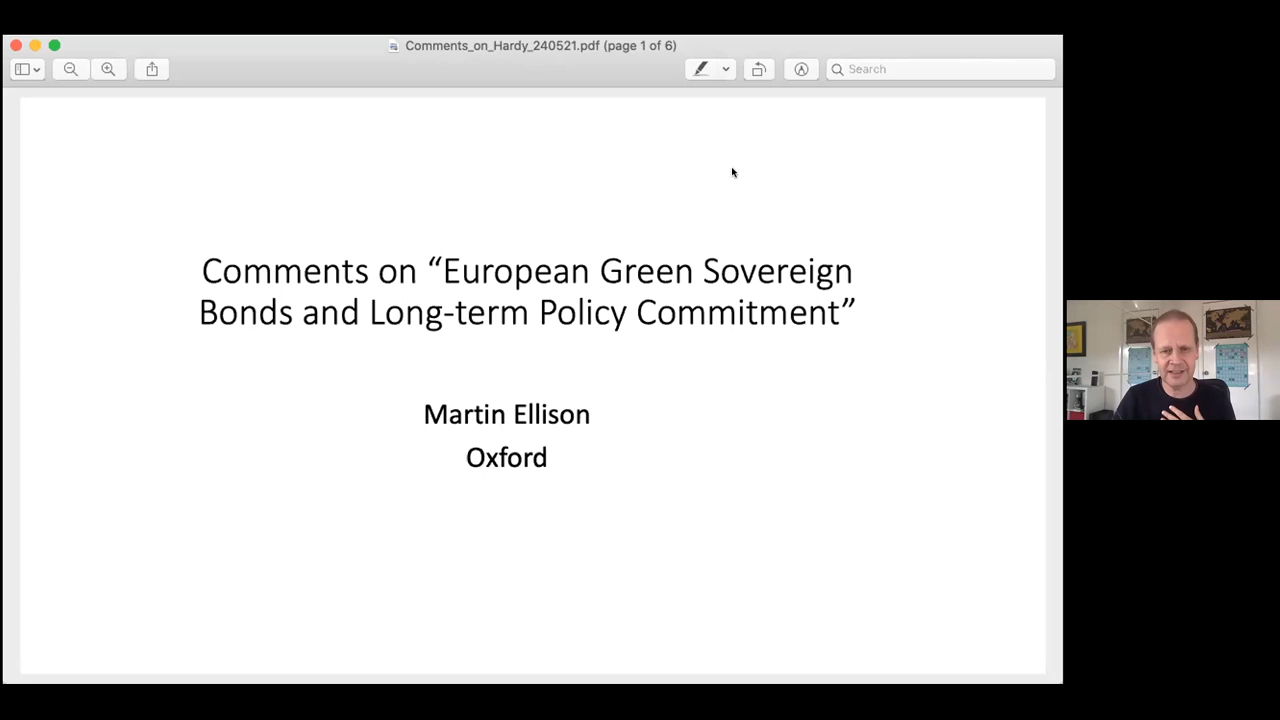 Comments_on_Hardy_240521.pdf (page 1 of 6)
Search
Comments on “European Green Sovereign
Bonds and Long-term Policy Commitment”
Martin Ellison
Oxford